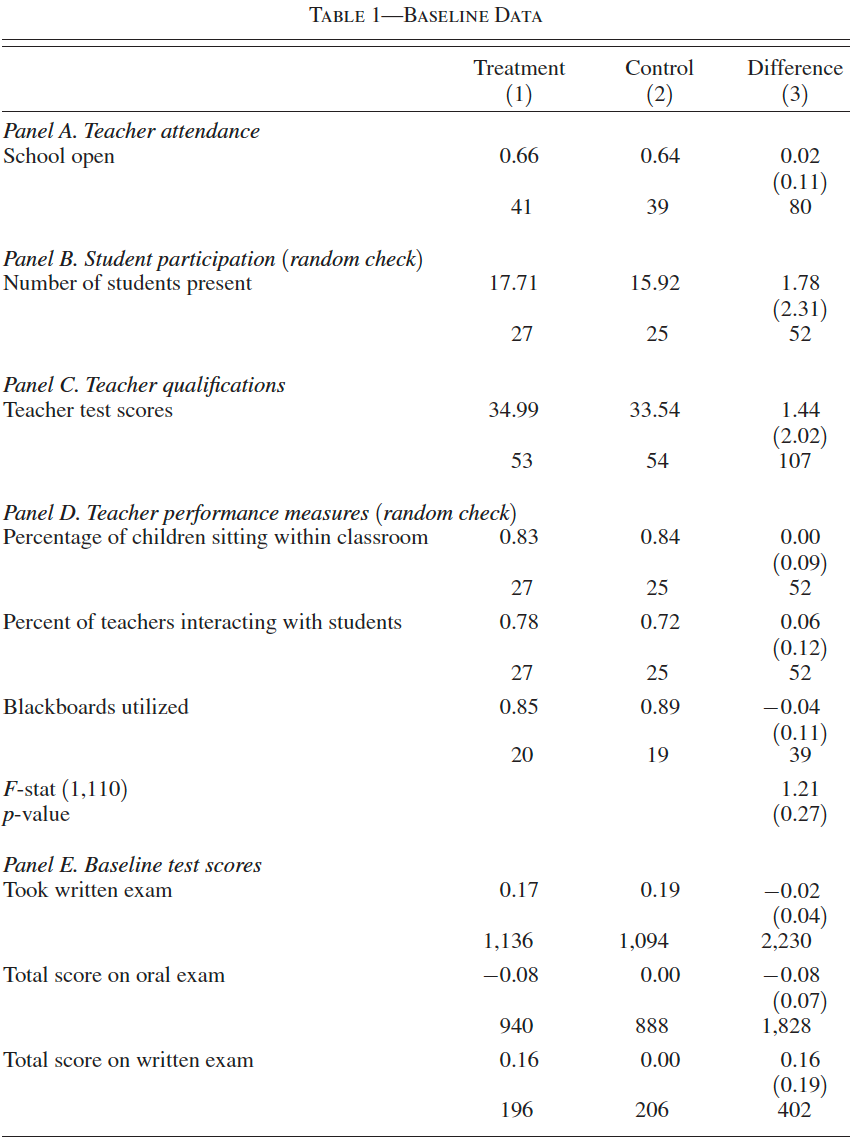 TABLE 1—BASELINE DATA
Treatment Control Difference
(1) (2) (3)
Panel A. Teacher attendance
School open 0.66 0.64 0.02
(0.11)
41 39 80
Panel B. Student participation (random check)
Number of students present 17.71 15.92 1.78
(2.31)
27 25 52
Panel C. Teacher qualifications
Teacher test scores 34.99 33.54 1.44
(2.02)
53 54 107
Panel D. Teacher performance measures (random check)
Percentage of children sitting within classroom 0.83 0.84 0.00
(0.09)
27 25 52
Percent of teachers interacting with students 0.78 0.72 0.06
(0.12)
27 25 52
Blackboards utilized 0.85 0.89 −0.04
(0.11)
20 19 39
F-stat (1,110) 1.21
p-value (0.27)
Panel E. Baseline test scores
Took written exam 0.17 0.19 −0.02
(0.04)
1,136 1,094 2,230
Total score on oral exam −0.08 0.00 −0.08
(0.07)
940 888 1,828
Total score on written exam 0.16 0.00 0.16
(0.19)
196 206 402